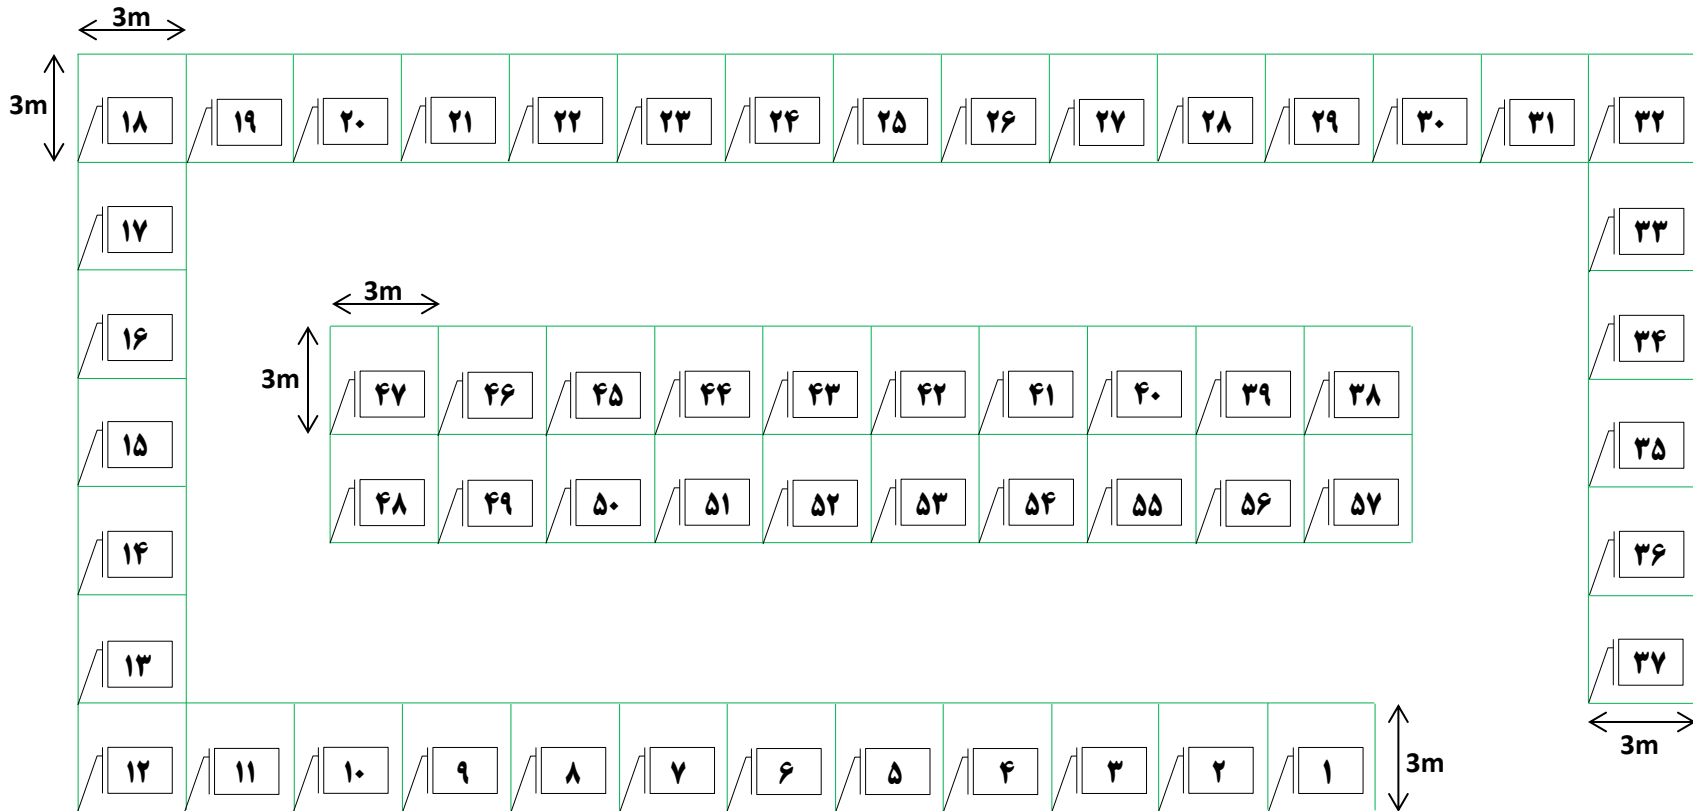 3m
3m
۱۸ ۱۹ ۲۰ ۲۱ ۲۲ ۲۳ ۲۴ ۲۵ ۲۶ ۲۷ ۲۸ ۲۹ ۳۰ ۳۱ ۳۲
۱۷ ۳۳
3m
۱۶ ۳۴
3m
۴۷ ۴۶ ۴۵ ۴۴ ۴۳ ۴۲ ۴۱ ۴۰ ۳۹ ۳۸
۱۵ ۳۵
۴۸ ۴۹ ۵۰ ۵۱ ۵۲ ۵۳ ۵۴ ۵۵ ۵۶ ۵۷
۱۴ ۳۶
۱۳ ۳۷
3m
۱۲ ۱۱ ۱۰ ۹ ۸ ۷ ۶ ۵ ۴ ۳ ۲ ۱
3m